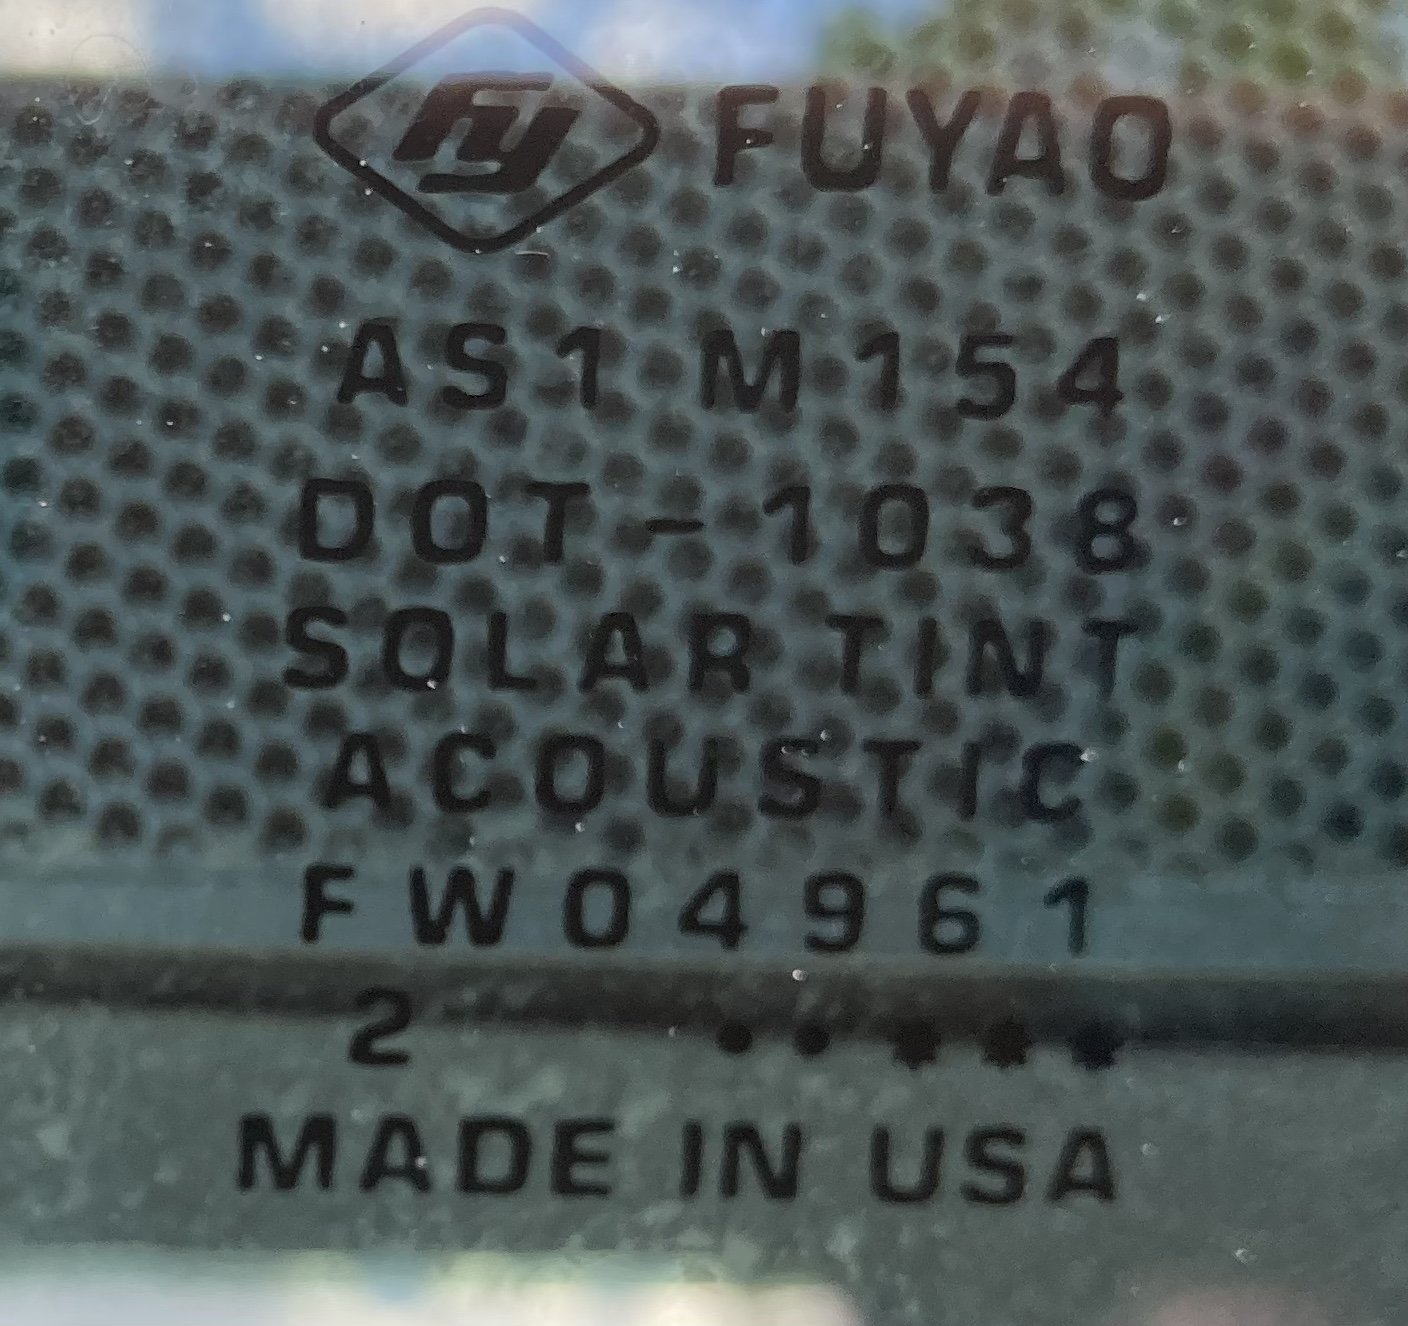 fy FUYAO
AS1 M154
DOT-1038
SOLAR TINT
ACOUSTIC
FW04961
2 •••••
MADE IN USA